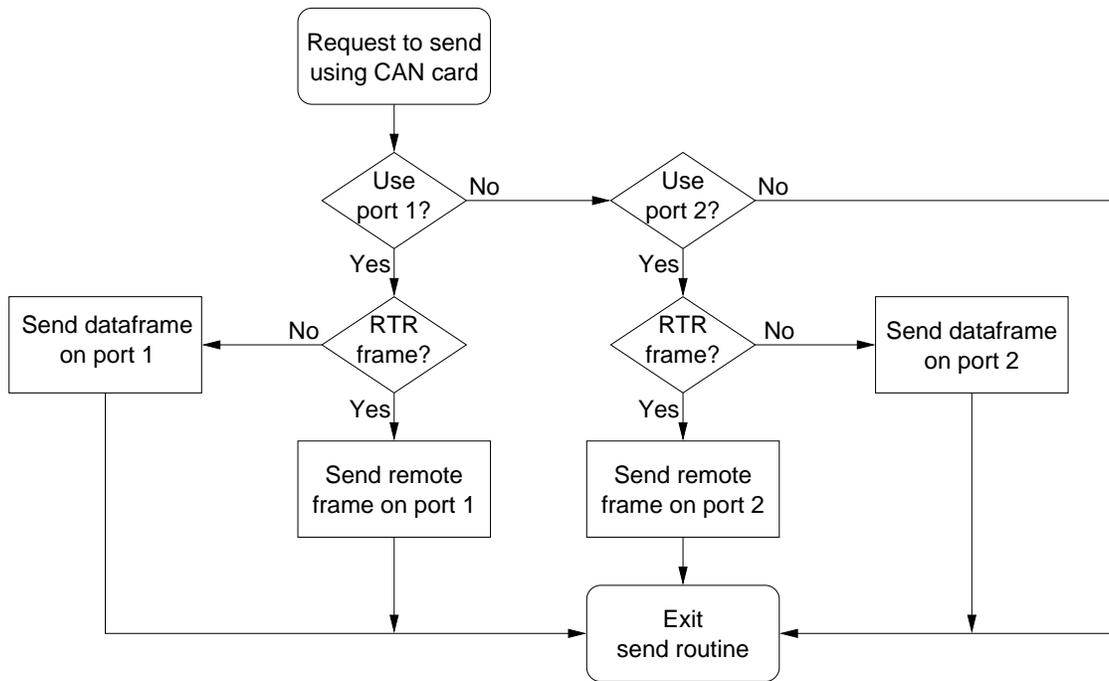 Request to send
using CAN card
Use
port 1?
No
Use
port 2?
No
Yes
Yes
Send dataframe
on port 1
No
RTR
frame?
RTR
frame?
No
Send dataframe
on port 2
Yes
Yes
Send remote
frame on port 1
Send remote
frame on port 2
Exit
send routine